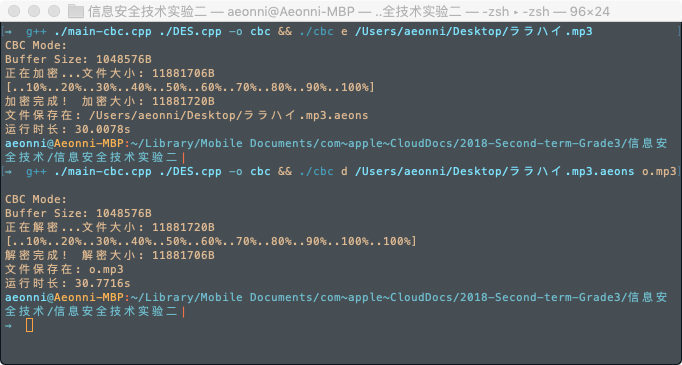 信息安全技术实验二 — aeonni@Aeonni-MBP — ..全技术实验二 — -zsh ▸ -zsh — 96×24
→ g++ ./main-cbc.cpp ./DES.cpp -o cbc && ./cbc e /Users/aeonni/Desktop/ララハイ.mp3
CBC Mode:
Buffer Size: 1048576B
正在加密...文件大小: 11881706B
[..10%..20%..30%..40%..50%..60%..70%..80%..90%..100%]
加密完成! 加密大小: 11881720B
文件保存在: /Users/aeonni/Desktop/ララハイ.mp3.aeons
运行时长: 30.0078s
aeonni@Aeonni-MBP:~/Library/Mobile Documents/com~apple~CloudDocs/2018-Second-term-Grade3/信息安
全技术/信息安全技术实验二|
→ g++ ./main-cbc.cpp ./DES.cpp -o cbc && ./cbc d /Users/aeonni/Desktop/ララハイ.mp3.aeons o.mp3
CBC Mode:
Buffer Size: 1048576B
正在解密...文件大小: 11881720B
[..10%..20%..30%..40%..50%..60%..70%..80%..90%..100%..100%]
解密完成! 解密大小: 11881706B
文件保存在: o.mp3
运行时长: 30.7716s
aeonni@Aeonni-MBP:~/Library/Mobile Documents/com~apple~CloudDocs/2018-Second-term-Grade3/信息安
全技术/信息安全技术实验二|
→